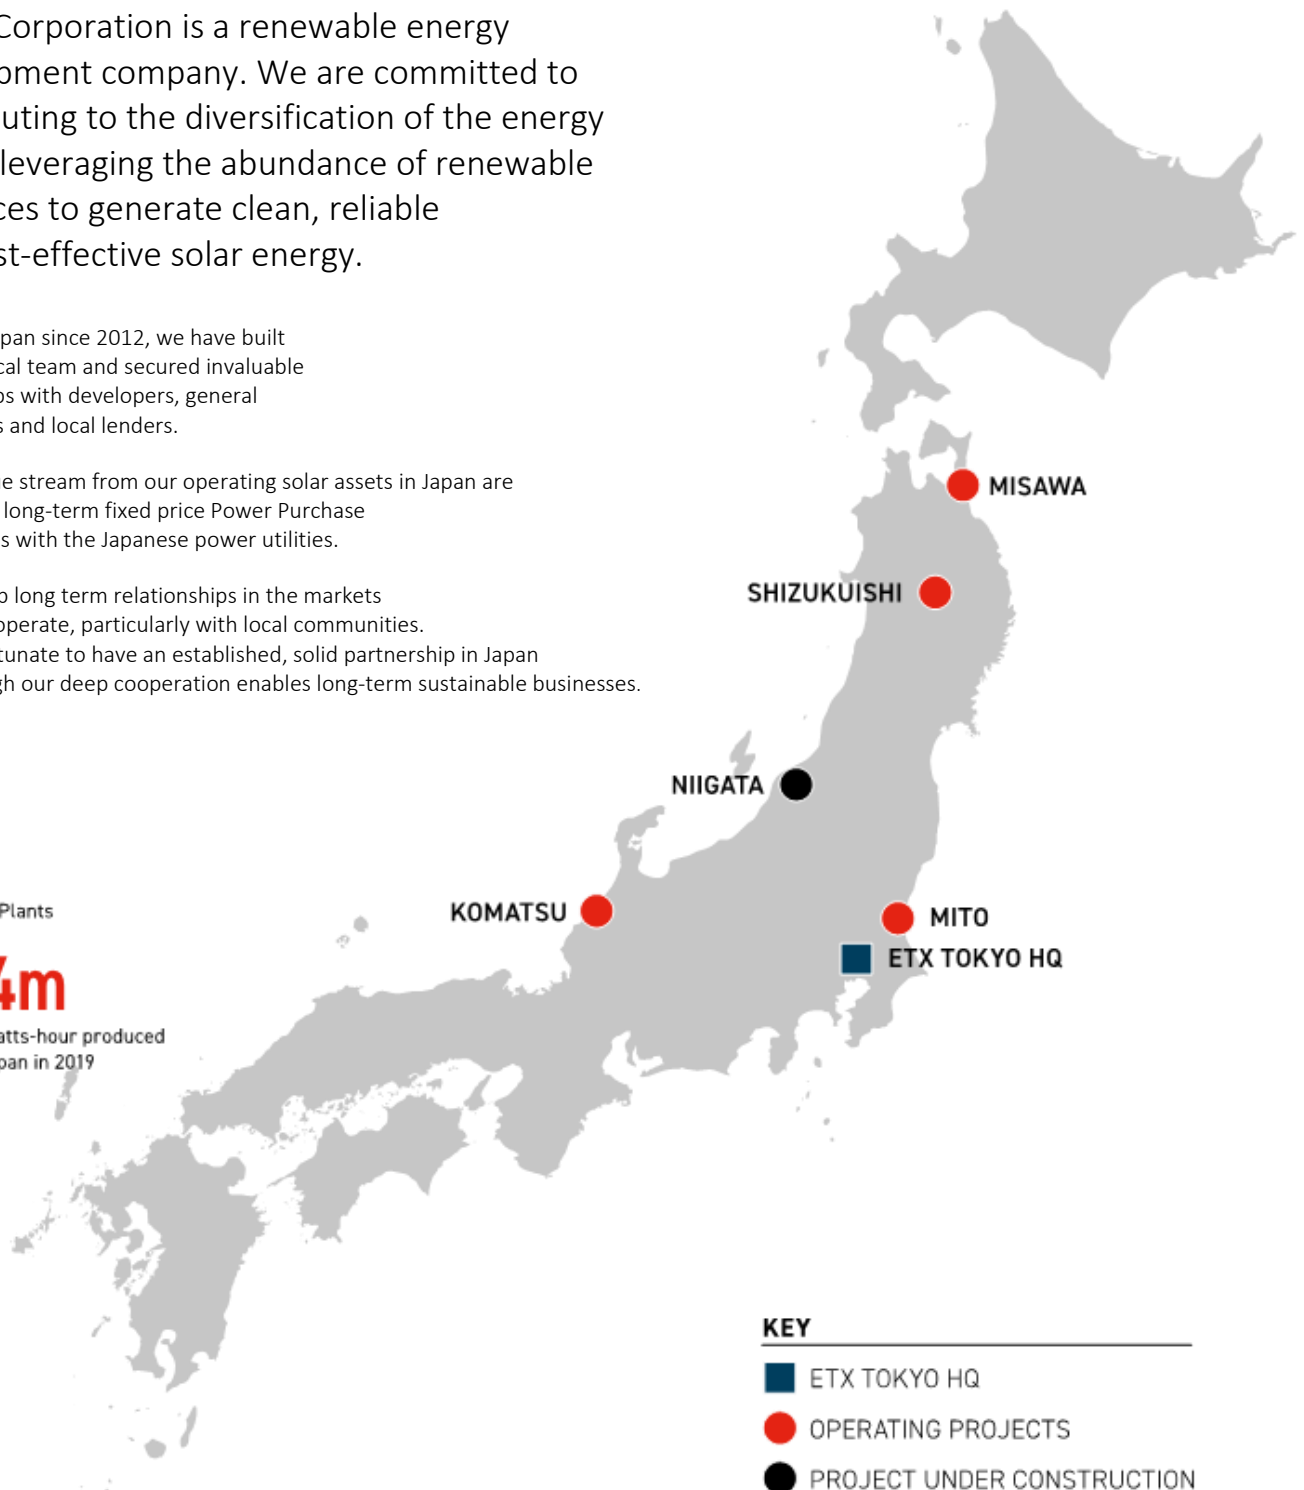 Corporation is a renewable energy
pment company. We are committed to
uting to the diversification of the energy
leveraging the abundance of renewable
ces to generate clean, reliable
st-effective solar energy.
pan since 2012, we have built
cal team and secured invaluable
ps with developers, general
s and local lenders.
e stream from our operating solar assets in Japan are
long-term fixed price Power Purchase
s with the Japanese power utilities.
p long term relationships in the markets
operate, particularly with local communities.
tunate to have an established, solid partnership in Japan
gh our deep cooperation enables long-term sustainable businesses.
MISAWA
SHIZUKUISHI
NIIGATA
KOMATSU
MITO
ETX TOKYO HQ
Plants
4m
atts-hour produced
pan in 2019
KEY
ETX TOKYO HQ
OPERATING PROJECTS
PROJECT UNDER CONSTRUCTION